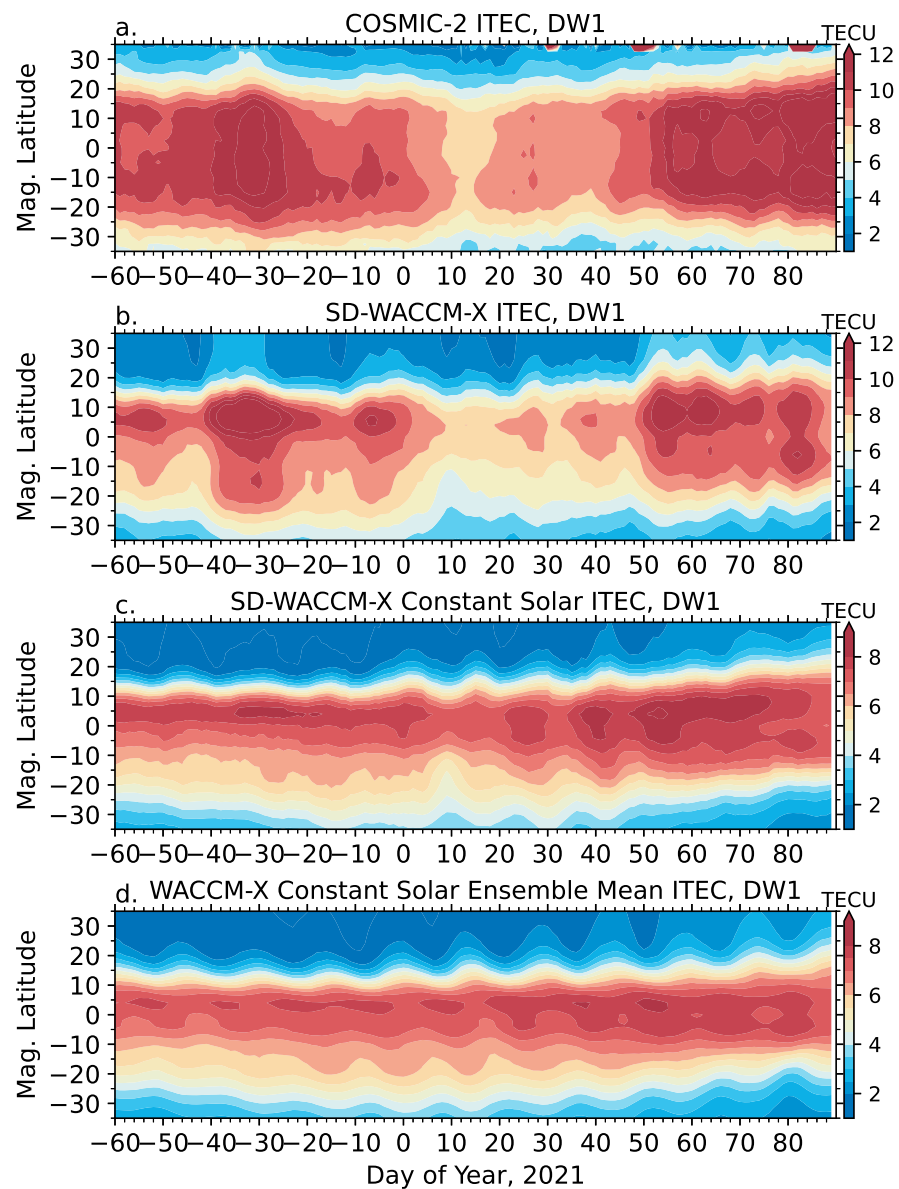 a.
COSMIC-2 ITEC, DW1
TECU
Mag. Latitude
30
20
10
0
−10
−20
−30
12
10
8
6
4
2
−60 −50 −40 −30 −20 −10 0 10 20 30 40 50 60 70 80
b.
SD-WACCM-X ITEC, DW1
TECU
Mag. Latitude
30
20
10
0
−10
−20
−30
12
10
8
6
4
2
−60 −50 −40 −30 −20 −10 0 10 20 30 40 50 60 70 80
c.
SD-WACCM-X Constant Solar ITEC, DW1
TECU
Mag. Latitude
30
20
10
0
−10
−20
−30
8
6
4
2
−60 −50 −40 −30 −20 −10 0 10 20 30 40 50 60 70 80
d.
WACCM-X Constant Solar Ensemble Mean ITEC, DW1
TECU
Mag. Latitude
30
20
10
0
−10
−20
−30
8
6
4
2
−60 −50 −40 −30 −20 −10 0 10 20 30 40 50 60 70 80
Day of Year, 2021